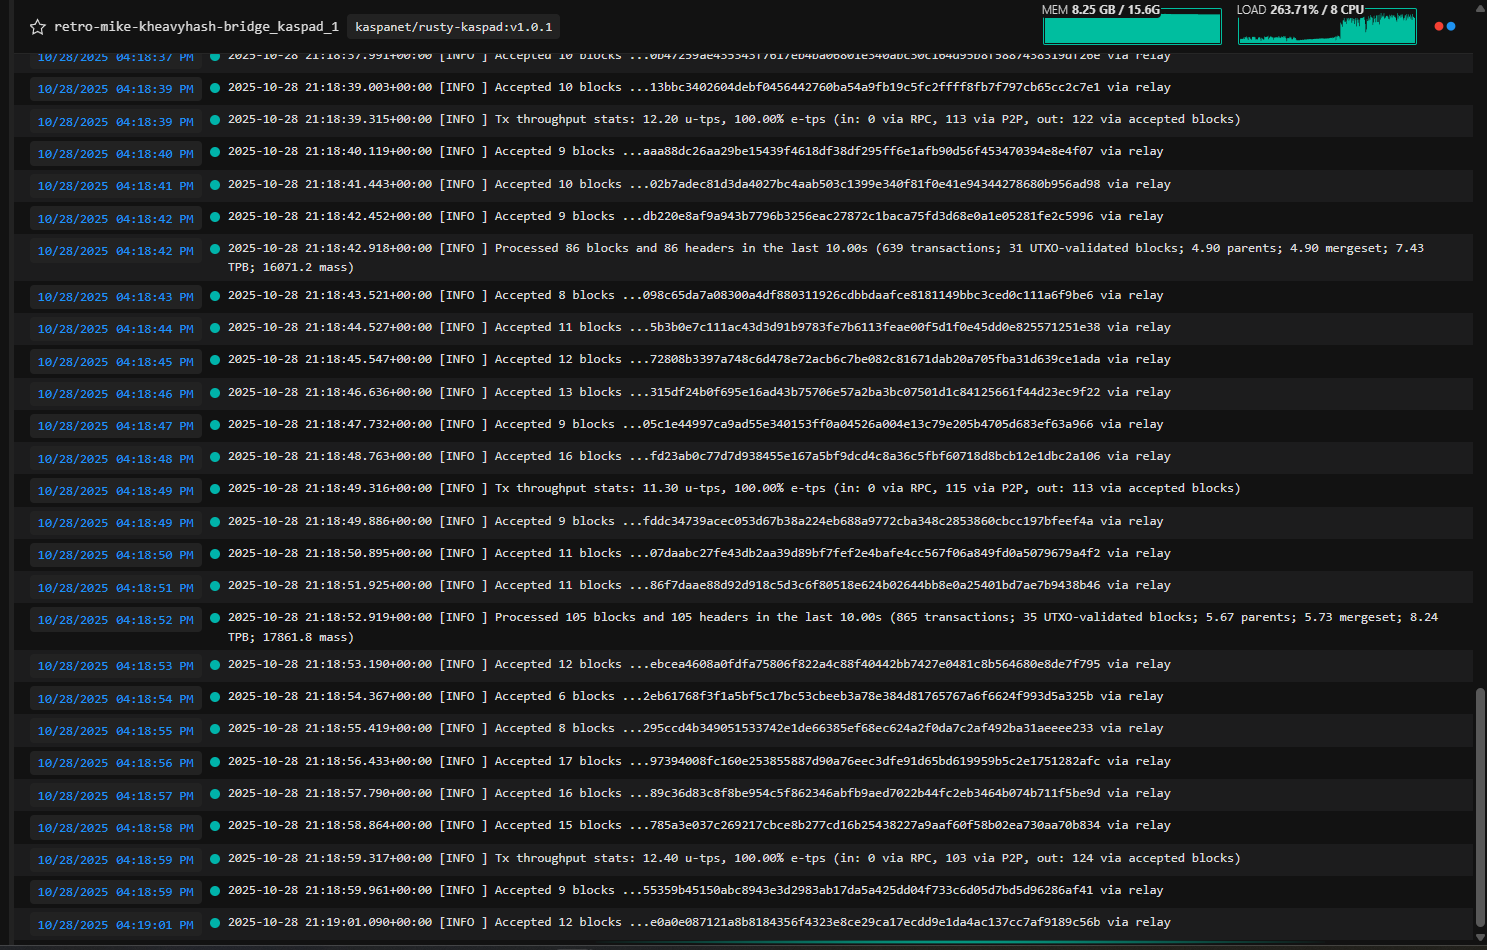 retro-mike-kheavyhash-bridge_kaspad_1 kaspanet/rusty-kaspad:v1.0.1 MEM 8.25 GB / 15.6G LOAD 263.71% / 8 CPU
10/28/2025 04:18:37 PM 2025-10-28 21:18:37.991+00:00 [INFO ] Accepted 10 blocks via relay
10/28/2025 04:18:39 PM 2025-10-28 21:18:39.003+00:00 [INFO ] Accepted 10 blocks ...13bbc3402604debf0456442760ba54a9fb19c5fc2ffff8fb7f797cb65cc2c7e1 via relay
10/28/2025 04:18:39 PM 2025-10-28 21:18:39.315+00:00 [INFO ] Tx throughput stats: 12.20 u-tps, 100.00% e-tps (in: 0 via RPC, 113 via P2P, out: 122 via accepted blocks)
10/28/2025 04:18:40 PM 2025-10-28 21:18:40.119+00:00 [INFO ] Accepted 9 blocks ...aaa88dc26aa29be15439f4618df38df295ff6e1afb90d56f453470394e8e4f07 via relay
10/28/2025 04:18:41 PM 2025-10-28 21:18:41.443+00:00 [INFO ] Accepted 10 blocks ...02b7adec81d3da4027bc4aab503c1399e340f81f0e41e94344278680b956ad98 via relay
10/28/2025 04:18:42 PM 2025-10-28 21:18:42.452+00:00 [INFO ] Accepted 9 blocks ...db220e8af9a943b7796b3256eac27872c1baca75fd3d68e0a1e05281fe2c5996 via relay
10/28/2025 04:18:42 PM 2025-10-28 21:18:42.918+00:00 [INFO ] Processed 86 blocks and 86 headers in the last 10.00s (639 transactions; 31 UTXO-validated blocks; 4.90 parents; 4.90 mergeset; 7.43
TPB; 16071.2 mass)
10/28/2025 04:18:43 PM 2025-10-28 21:18:43.521+00:00 [INFO ] Accepted 8 blocks ...098c65da7a08300a4df880311926cdbbdaafce8181149bbc3ced0c111a6f9be6 via relay
10/28/2025 04:18:44 PM 2025-10-28 21:18:44.527+00:00 [INFO ] Accepted 11 blocks ...5b3b0e7c111ac43d3d91b9783fe7b6113feae00f5d1f0e45dd0e825571251e38 via relay
10/28/2025 04:18:45 PM 2025-10-28 21:18:45.547+00:00 [INFO ] Accepted 12 blocks ...72808b3397a748c6d478e72acb6c7be082c81671dab20a705fba31d639ce1ada via relay
10/28/2025 04:18:46 PM 2025-10-28 21:18:46.636+00:00 [INFO ] Accepted 13 blocks ...315df24b0f695e16ad43b75706e57a2ba3bc07501d1c84125661f44d23ec9f22 via relay
10/28/2025 04:18:47 PM 2025-10-28 21:18:47.732+00:00 [INFO ] Accepted 9 blocks ...05c1e44997ca9ad55e340153ff0a04526a004e13c79e205b4705d683ef63a966 via relay
10/28/2025 04:18:48 PM 2025-10-28 21:18:48.763+00:00 [INFO ] Accepted 16 blocks ...fd23ab0c77d7d938455e167a5bf9dcd4c8a36c5fbf60718d8bcb12e1dbc2a106 via relay
10/28/2025 04:18:49 PM 2025-10-28 21:18:49.316+00:00 [INFO ] Tx throughput stats: 11.30 u-tps, 100.00% e-tps (in: 0 via RPC, 115 via P2P, out: 113 via accepted blocks)
10/28/2025 04:18:49 PM 2025-10-28 21:18:49.886+00:00 [INFO ] Accepted 9 blocks ...fddc34739acec053d67b38a224eb688a9772cba348c2853860cbcc197bfeef4a via relay
10/28/2025 04:18:50 PM 2025-10-28 21:18:50.895+00:00 [INFO ] Accepted 11 blocks ...07daabc27fe43db2aa39d89bf7fef2e4bafe4cc567f06a849fd0a5079679a4f2 via relay
10/28/2025 04:18:51 PM 2025-10-28 21:18:51.925+00:00 [INFO ] Accepted 11 blocks ...86f7daae88d92d918c5d3c6f80518e624b02644bb8e0a25401bd7ae7b9438b46 via relay
10/28/2025 04:18:52 PM 2025-10-28 21:18:52.919+00:00 [INFO ] Processed 105 blocks and 105 headers in the last 10.00s (865 transactions; 35 UTXO-validated blocks; 5.67 parents; 5.73 mergeset; 8.24
TPB; 17861.8 mass)
10/28/2025 04:18:53 PM 2025-10-28 21:18:53.190+00:00 [INFO ] Accepted 12 blocks ...ebcea4608a0fdfa75806f822a4c88f40442bb7427e0481c8b564680e8de7f795 via relay
10/28/2025 04:18:54 PM 2025-10-28 21:18:54.367+00:00 [INFO ] Accepted 6 blocks ...2eb61768f3f1a5bf5c17bc53cbeeb3a78e384d81765767a6f6624f993d5a325b via relay
10/28/2025 04:18:55 PM 2025-10-28 21:18:55.419+00:00 [INFO ] Accepted 8 blocks ...295ccd4b349051533742e1de66385ef68ec624a2f0da7c2af492ba31aeeee233 via relay
10/28/2025 04:18:56 PM 2025-10-28 21:18:56.433+00:00 [INFO ] Accepted 17 blocks ...97394008fc160e253855887d90a76eec3dfe91d65bd619959b5c2e1751282afc via relay
10/28/2025 04:18:57 PM 2025-10-28 21:18:57.790+00:00 [INFO ] Accepted 16 blocks ...89c36d83c8f8be954c5f862346abfb9aed7022b44fc2eb3464b074b711f5be9d via relay
10/28/2025 04:18:58 PM 2025-10-28 21:18:58.864+00:00 [INFO ] Accepted 15 blocks ...785a3e037c269217cbce8b277cd16b25438227a9aaf60f58b02ea730aa70b834 via relay
10/28/2025 04:18:59 PM 2025-10-28 21:18:59.317+00:00 [INFO ] Tx throughput stats: 12.40 u-tps, 100.00% e-tps (in: 0 via RPC, 103 via P2P, out: 124 via accepted blocks)
10/28/2025 04:18:59 PM 2025-10-28 21:18:59.961+00:00 [INFO ] Accepted 9 blocks ...55359b45150abc8943e3d2983ab17da5a425dd04f733c6d05d7bd5d96286af41 via relay
10/28/2025 04:19:01 PM 2025-10-28 21:19:01.090+00:00 [INFO ] Accepted 12 blocks ...e0a0e087121a8b8184356f4323e8ce29ca17ecdd9e1da4ac137cc7af9189c56b via relay